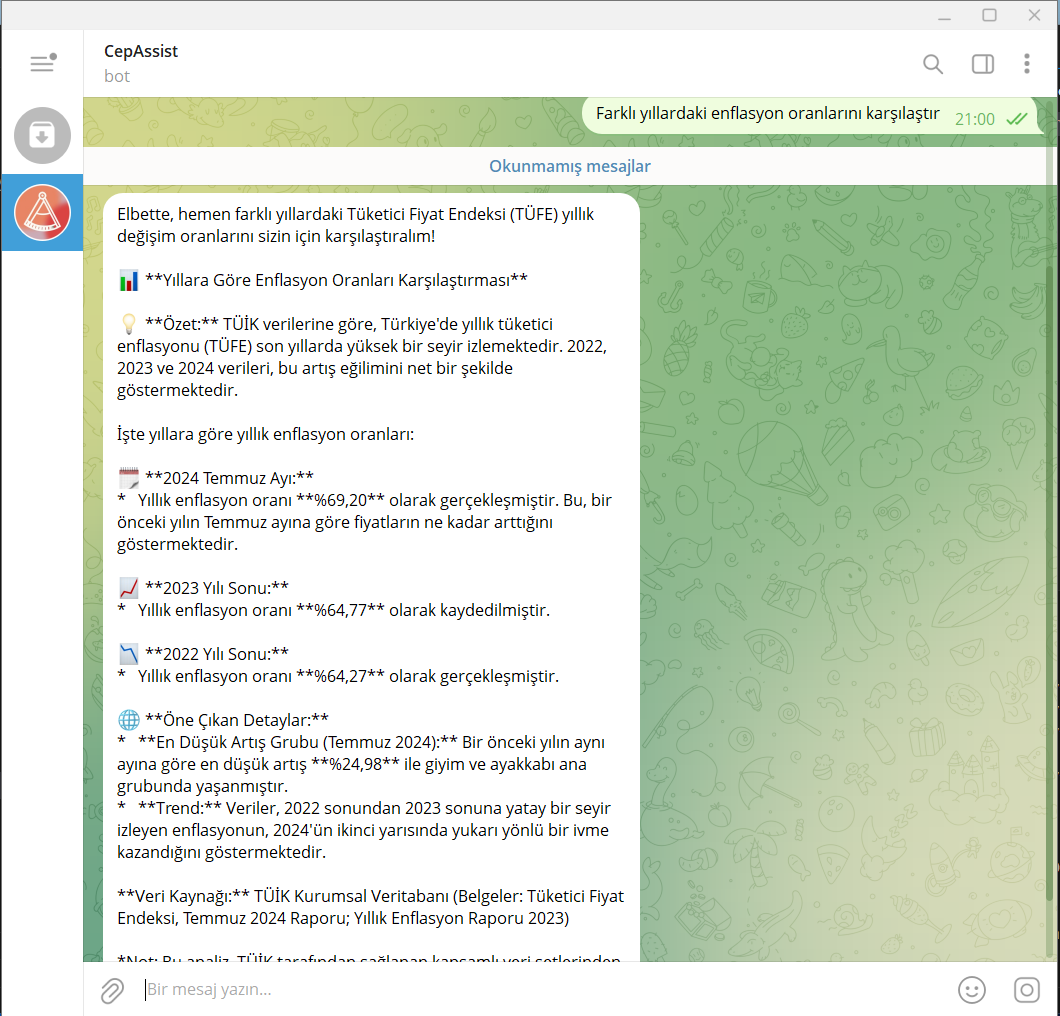 CepAssist
bot
Farklı yıllardaki enflasyon oranlarını karşılaştır 21:00
Okunmamış mesajlar
Elbette, hemen farklı yıllardaki Tüketici Fiyat Endeksi (TÜFE) yıllık
değişim oranlarını sizin için karşılaştıralım!
**Yıllara Göre Enflasyon Oranları Karşılaştırması**
**Özet:** TÜİK verilerine göre, Türkiye'de yıllık tüketici
enflasyonu (TÜFE) son yıllarda yüksek bir seyir izlemektedir. 2022,
2023 ve 2024 verileri, bu artış eğilimini net bir şekilde
göstermektedir.
İşte yıllara göre yıllık enflasyon oranları:
**2024 Temmuz Ayı:**
* Yıllık enflasyon oranı **%69,20** olarak gerçekleşmiştir. Bu, bir
önceki yılın Temmuz ayına göre fiyatların ne kadar arttığını
göstermektedir.
**2023 Yılı Sonu:**
* Yıllık enflasyon oranı **%64,77** olarak kaydedilmiştir.
**2022 Yılı Sonu:**
* Yıllık enflasyon oranı **%64,27** olarak gerçekleşmiştir.
**Öne Çıkan Detaylar:**
* **En Düşük Artış Grubu (Temmuz 2024):** Bir önceki yılın aynı
ayına göre en düşük artış **%24,98** ile giyim ve ayakkabı ana
grubunda yaşanmıştır.
* **Trend:** Veriler, 2022 sonundan 2023 sonuna yatay bir seyir
izleyen enflasyonun, 2024'ün ikinci yarısında yukarı yönlü bir ivme
kazandığını göstermektedir.
**Veri Kaynağı:** TÜİK Kurumsal Veritabanı (Belgeler: Tüketici Fiyat
Endeksi, Temmuz 2024 Raporu; Yıllık Enflasyon Raporu 2023)
*Not: Bu analiz, TÜİK tarafından sağlanan kapsamlı veri setlerinden
Bir mesaj yazın...